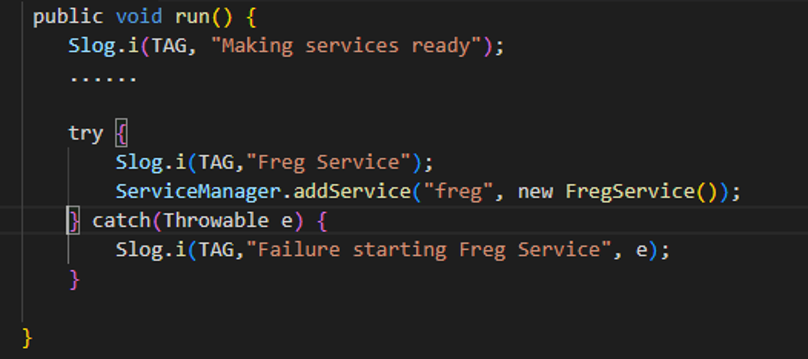 public void run() {
Slog.i(TAG, "Making services ready");
......
try {
Slog.i(TAG,"Freg Service");
ServiceManager.addService("freg", new FregService());
} catch(Throwable e) {
Slog.i(TAG,"Failure starting Freg Service", e);
}
}